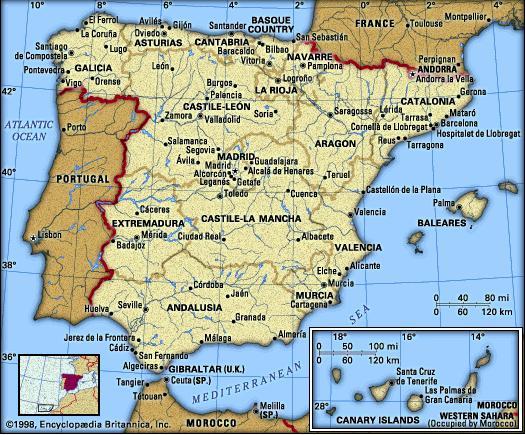 El Ferrol
La Coruña
Santiago
de Compostela
Lugo
Pontevedra
GALICIA
Vigo
Orense
Avilés
Gijón
Oviedo
ASTURIAS
León
Santander
CANTABRIA
Baracaldo
BASQUE
COUNTRY
Bilbao
Vitoria
San Sebastián
NAVARRE
Pamplona
Logroño
LA RIOJA
FRANCE
Toulouse
Montpellier
Perpignan
ANDORRA
Andorra la Vella
Gerona
CATALONIA
Lérida
Tarrasa
Mataró
Barcelona
Cornellá de Llobregat
Hospitalet de Llobregat
Reus
Tarragona
42°
Burgos
Palencia
CASTILE-LEÓN
Zamora
Valladolid
Soria
Saragossa
ARAGON
ATLANTIC
OCEAN
Porto
PORTUGAL
Lisbon
Salamanca
Segovia
Ávila
MADRID
Madrid
Guadalajara
Alcorcón
Alcalá de Henares
Leganés
Getafe
Toledo
Teruel
Cuenca
Castellón de la Plana
40°
Cáceres
EXTREMADURA
Mérida
Badajoz
CASTILE-LA MANCHA
Ciudad Real
Albacete
Valencia
VALENCIA
Palma
BALEARES
38°
Elche
Alicante
MURCIA
Murcia
Cartagena
Córdoba
Jaén
ANDALUSIA
Huelva
Seville
Granada
Almería
Málaga
Jerez de la Frontera
Cádiz
San Fernando
Algeciras
36°
GIBRALTAR (U.K.)
Tangier
Ceuta (SP.)
Tétouan
Melilla
(SP.)
MOROCCO
MEDITERRANEAN
SEA
0 40 80 mi
0 60 120 km
18°
16°
14°
0 50 100 mi
0 60 120 km
Santa Cruz
de Tenerife
Las Palmas de
Gran Canaria
28°
CANARY ISLANDS
MOROCCO
WESTERN SAHARA
(Occupied by Morocco)
©1998, Encyclopædia Britannica, Inc.